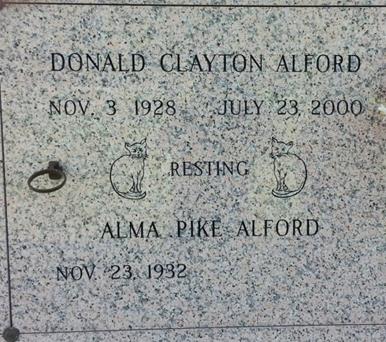 DONALD CLAYTON ALFORD
NOV. 3 1928 JULY 23, 2000
RESTING
ALMA PIKE ALFORD
NOV. 23, 1932